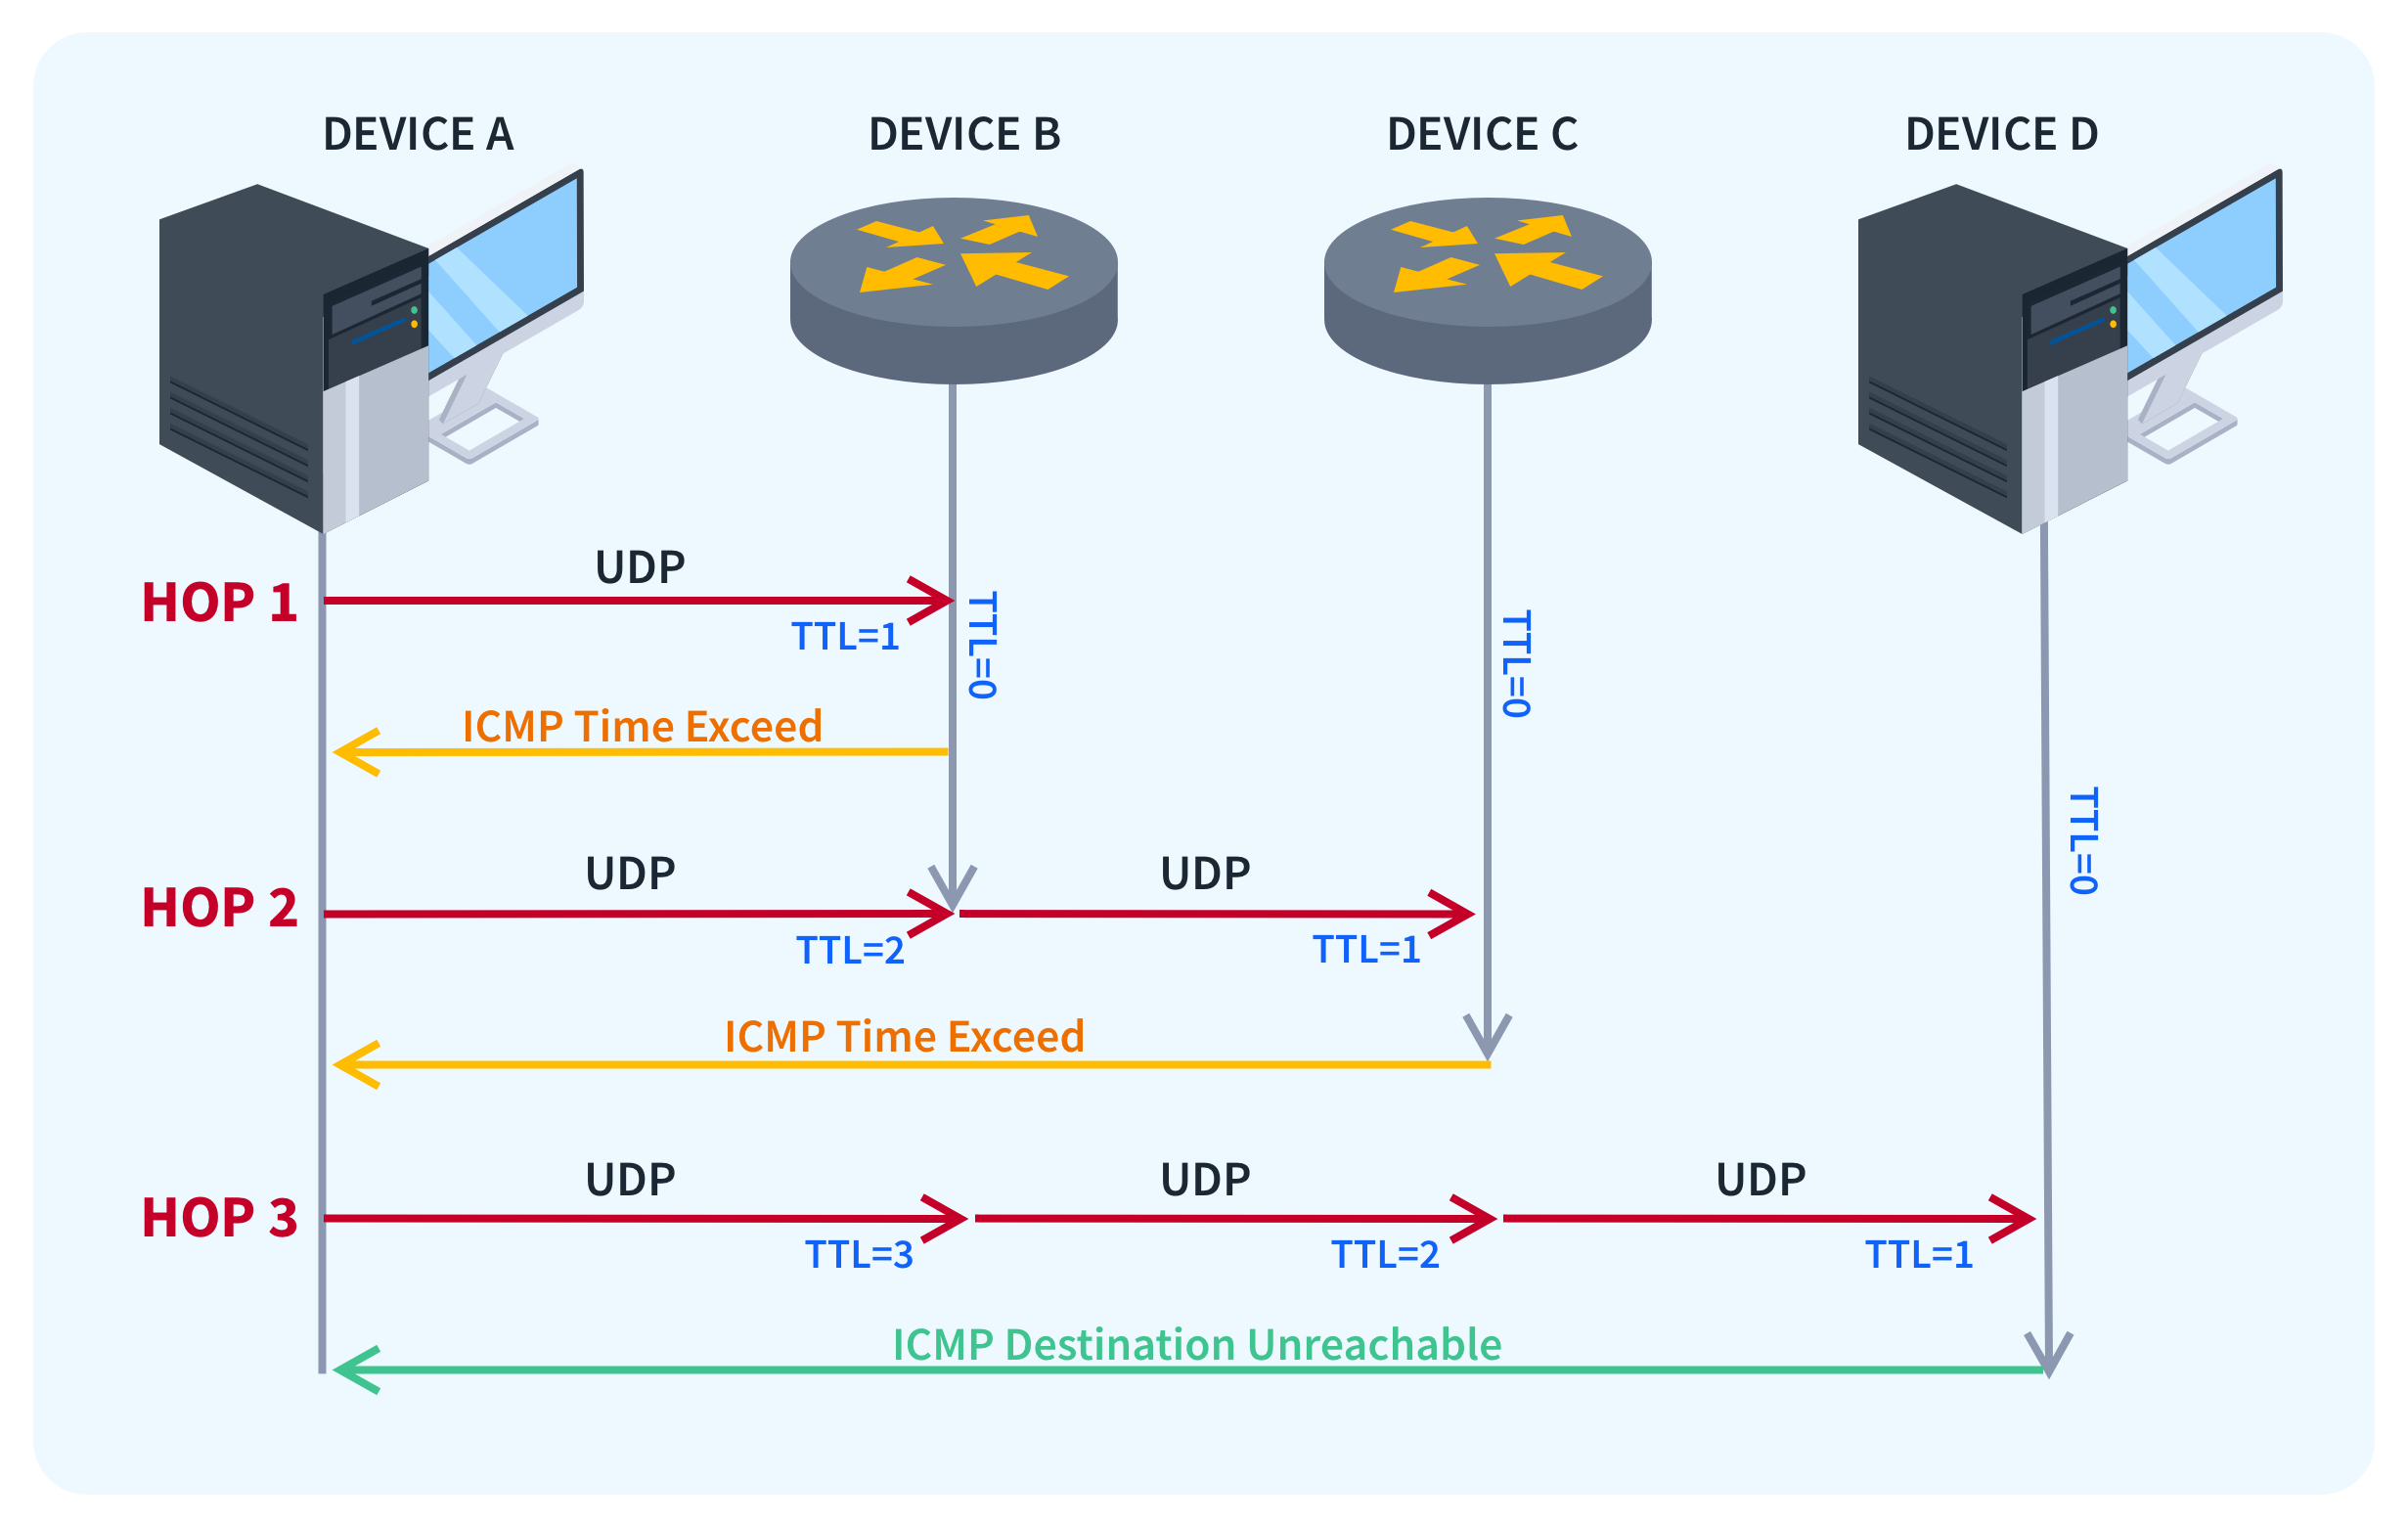 DEVICE A
DEVICE B
DEVICE C
DEVICE D
HOP 1
UDP
TTL=1
TTL=0
TTL=0
ICMP Time Exceed
TTL=0
HOP 2
UDP
TTL=2
UDP
TTL=1
ICMP Time Exceed
HOP 3
UDP
TTL=3
UDP
TTL=2
UDP
TTL=1
ICMP Destination Unreachable